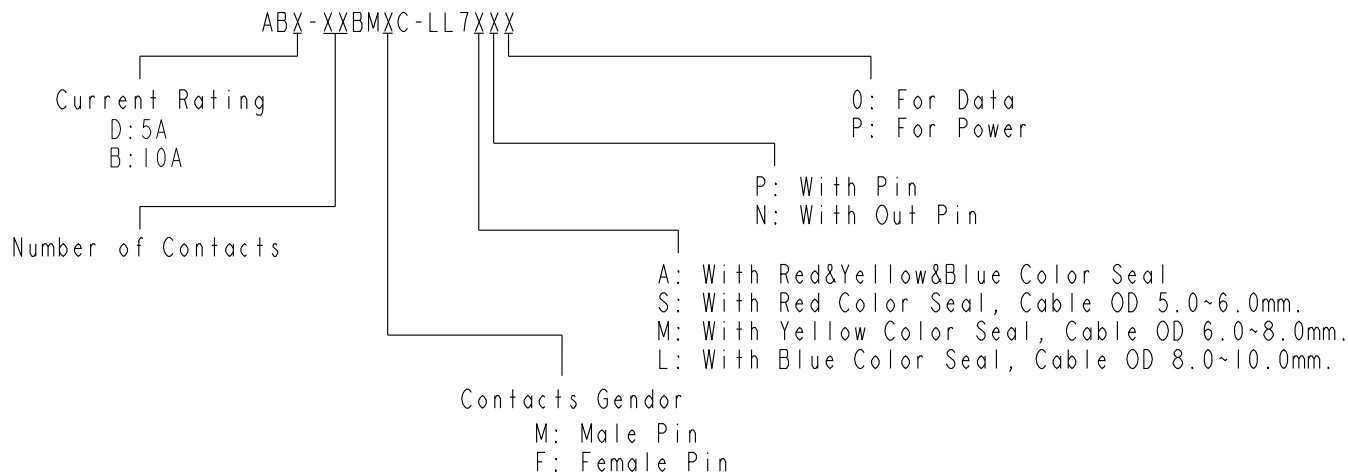 ABX-XXBMXC-LL7XXX
Current Rating
D:5A
B:10A
Number of Contacts
0: For Data
P: For Power
P: With Pin
N: With Out Pin
A: With Red&Yellow&Blue Color Seal
S: With Red Color Seal, Cable OD 5.0~6.0mm.
M: With Yellow Color Seal, Cable OD 6.0~8.0mm.
L: With Blue Color Seal, Cable OD 8.0~10.0mm.
Contacts Gendor
M: Male Pin
F: Female Pin